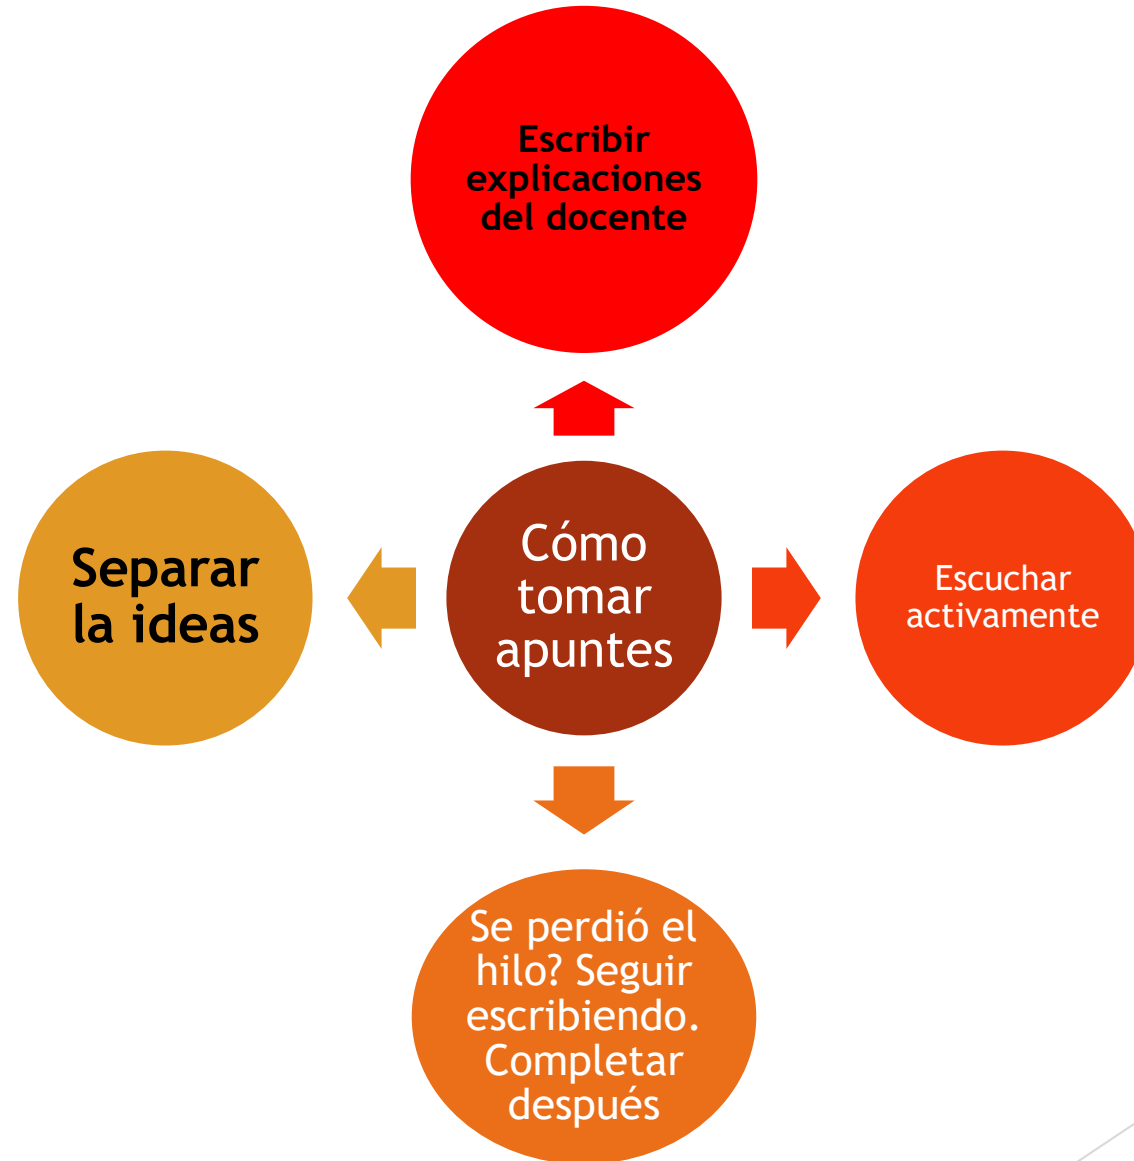 Escribir
explicaciones
del docente
Separar
la ideas
Cómo
tomar
apuntes
Escuchar
activamente
Se perdió el
hilo? Seguir
escribiendo.
Completar
después